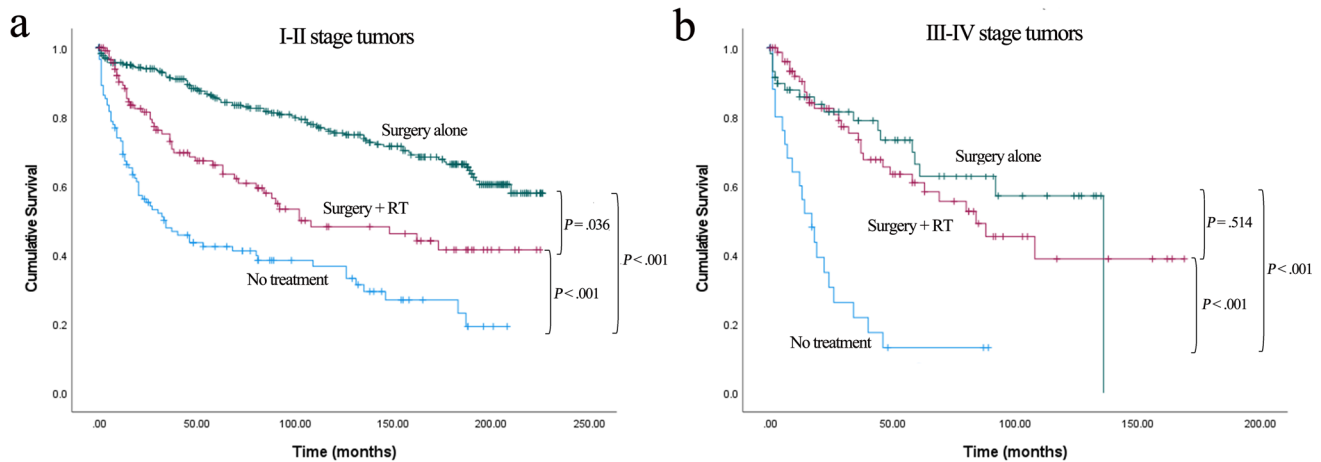 a
I-II stage tumors
1.0
0.8
0.6
0.4
0.2
0.0
Cumulative Survival
Surgery alone
Surgery + RT
No treatment
P = .036
P < .001
P < .001
.00 50.00 100.00 150.00 200.00 250.00
Time (months)
b
III-IV stage tumors
1.0
0.8
0.6
0.4
0.2
0.0
Cumulative Survival
Surgery alone
Surgery + RT
No treatment
P = .514
P < .001
P < .001
.00 50.00 100.00 150.00 200.00
Time (months)